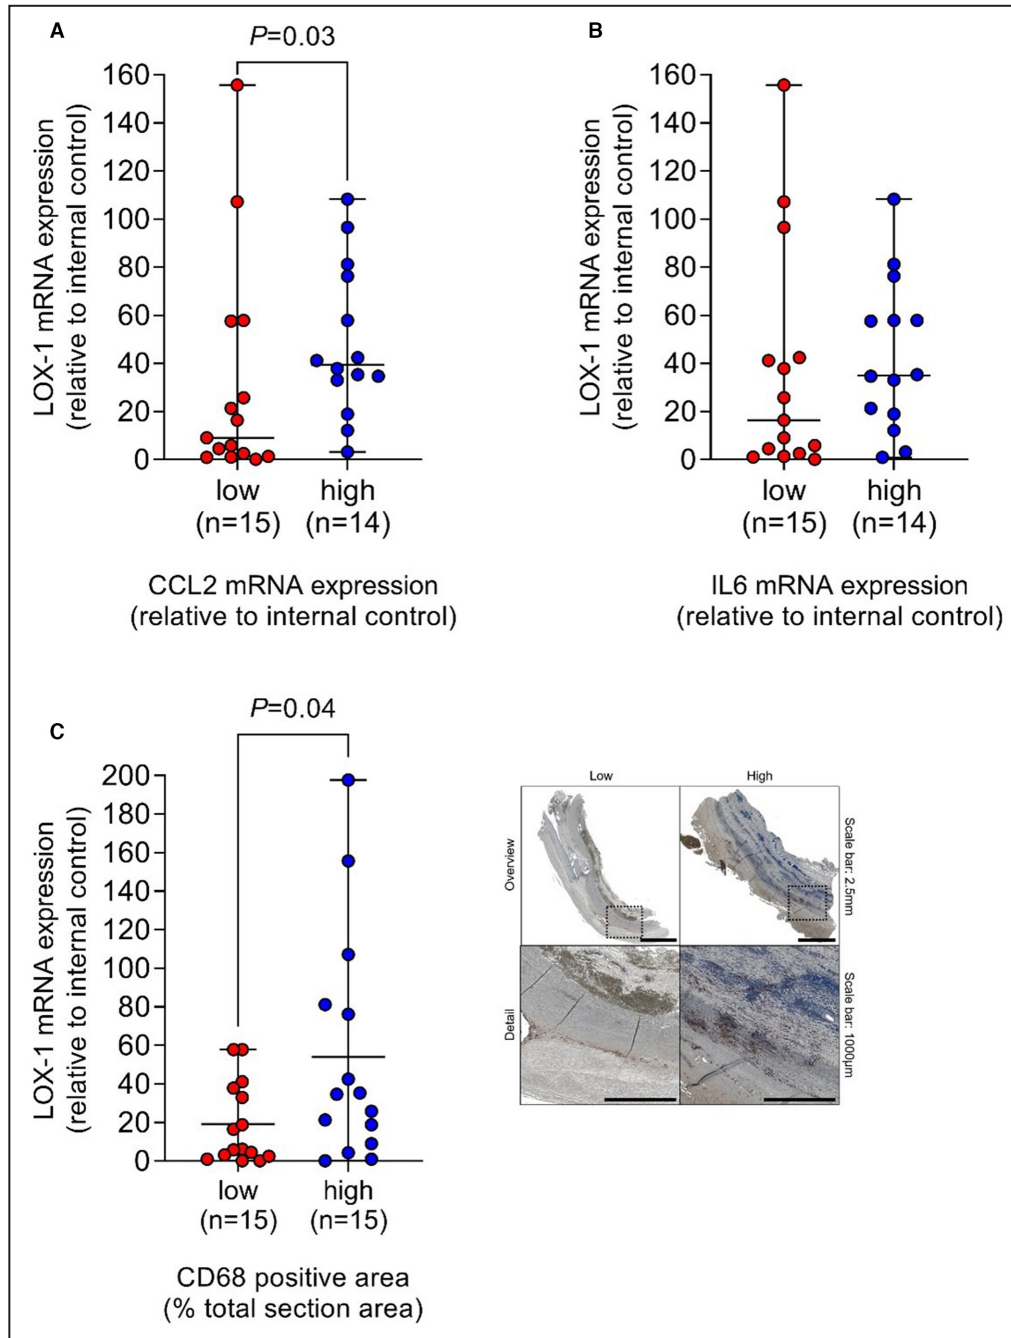 A
P=0.03
LOX-1 mRNA expression
(relative to internal control)
160
140
120
100
80
60
40
20
0
low
(n=15)
high
(n=14)
CCL2 mRNA expression
(relative to internal control)
B
LOX-1 mRNA expression
(relative to internal control)
160
140
120
100
80
60
40
20
0
low
(n=15)
high
(n=14)
IL6 mRNA expression
(relative to internal control)
C
P=0.04
LOX-1 mRNA expression
(relative to internal control)
200
180
160
140
120
100
80
60
40
20
0
low
(n=15)
high
(n=15)
CD68 positive area
(% total section area)
Low
High
Overview
Scale bar: 2.5mm
Detail
Scale bar: 1000µm